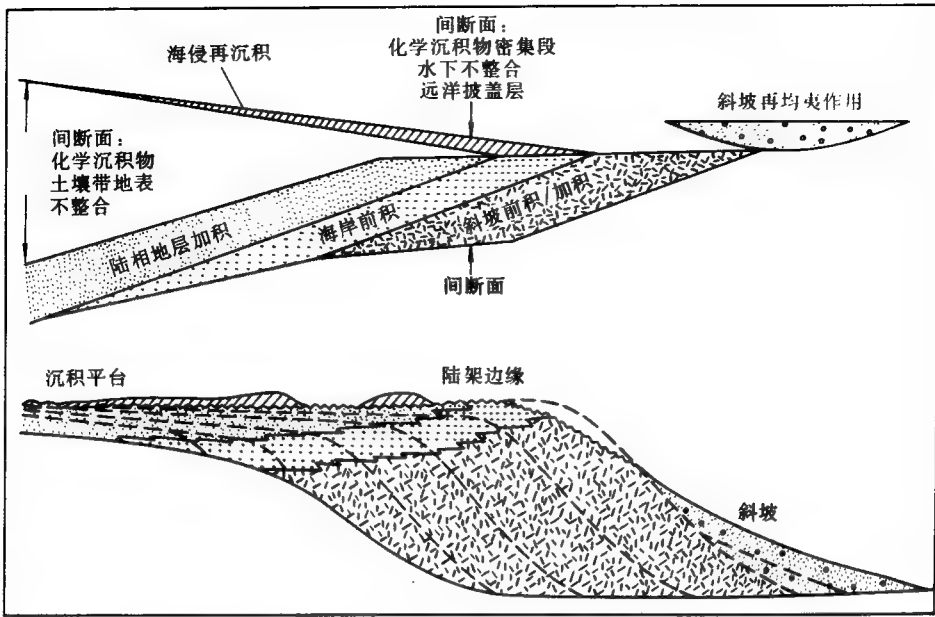 间断面：
化学沉积物密集段
水下不整合
远洋披盖层
海侵再沉积
斜坡再均夷作用
间断面：
化学沉积物
土壤带地表
不整合
陆相地层加积
海岸前积
斜坡前积/加积
间断面
沉积平台
陆架边缘
斜坡